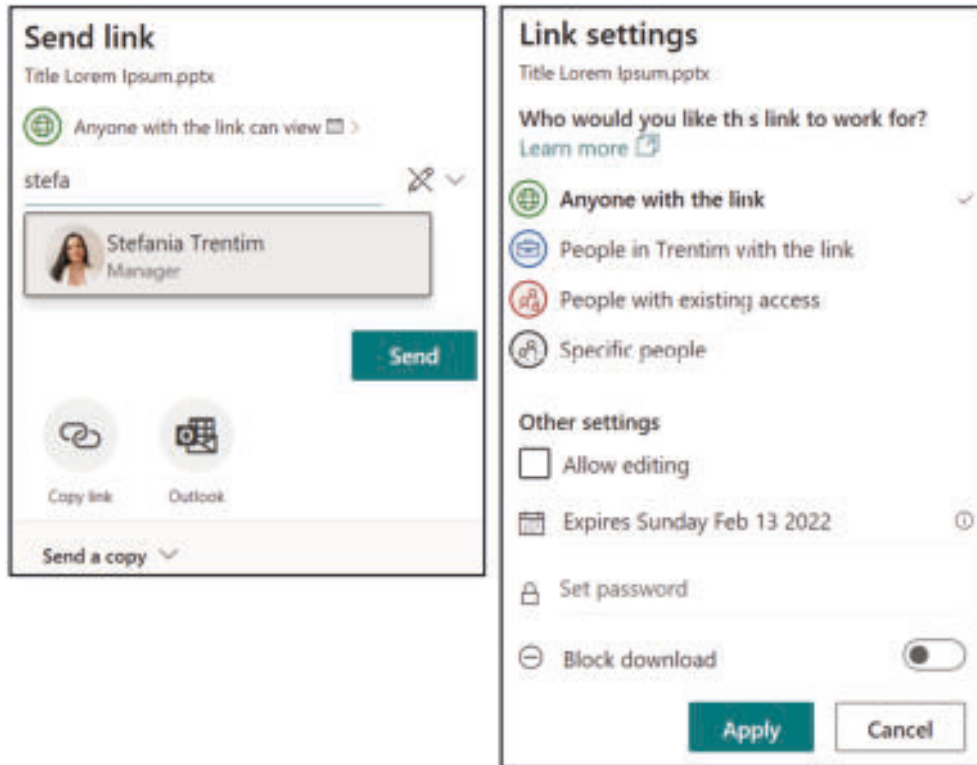 Send link
Title Lorem Ipsum.pptx
Anyone with the link can view
stefa
Stefania Trentim
Manager
Send
Copy link
Outlook
Send a copy
Link settings
Title Lorem Ipsum.pptx
Who would you like th s link to work for?
Learn more
Anyone with the link
People in Trentim with the link
People with existing access
Specific people
Other settings
Allow editing
Expires Sunday Feb 13 2022
Set password
Block download
Apply
Cancel